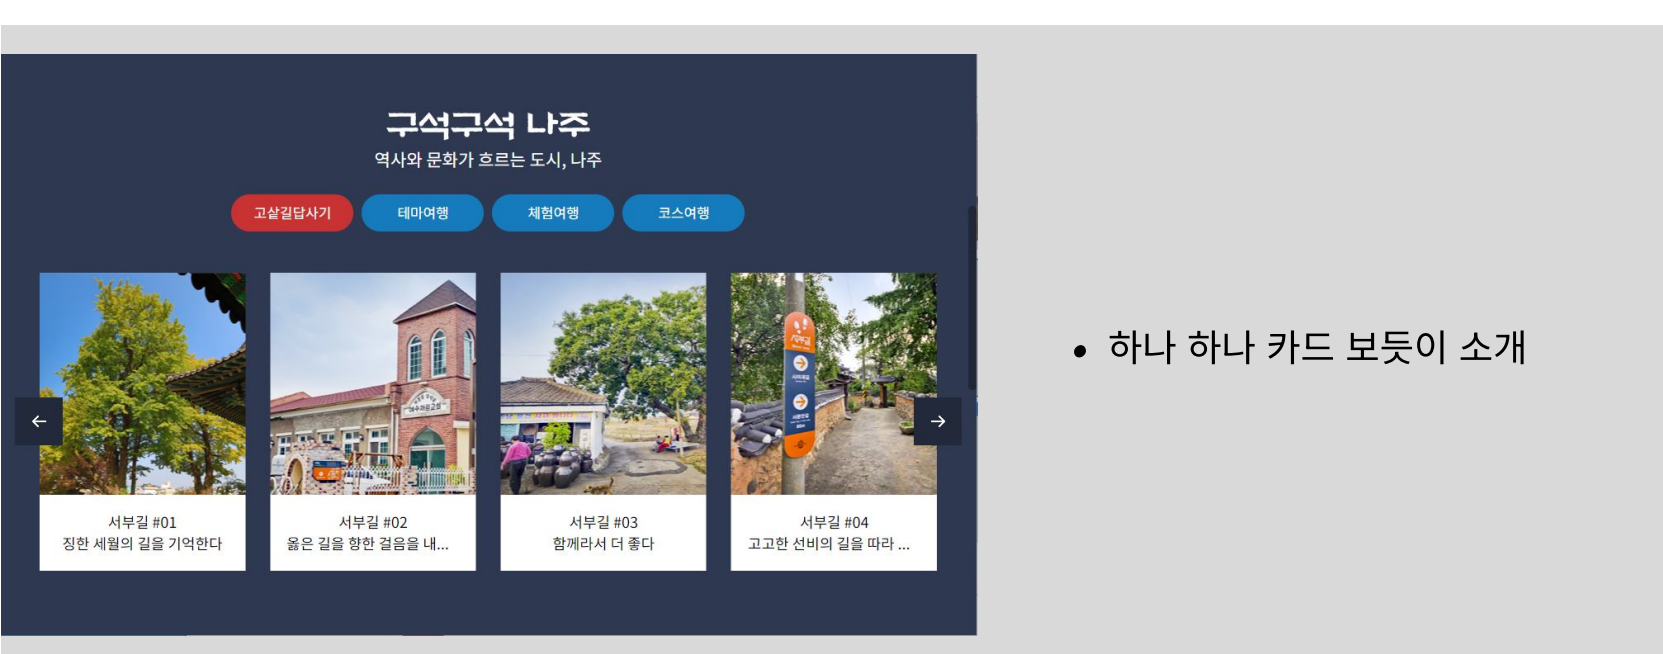 구석구석 나주
역사와 문화가 흐르는 도시, 나주
고샅길답사기
테마여행
체험여행
코스여행
서부길
서부길 #01
징한 세월의 길을 기억한다
서부길 #02
옳은 길을 향한 걸음을 내...
서부길 #03
함께라서 더 좋다
서부길 #04
고고한 선비의 길을 따라 ...
• 하나 하나 카드 보듯이 소개